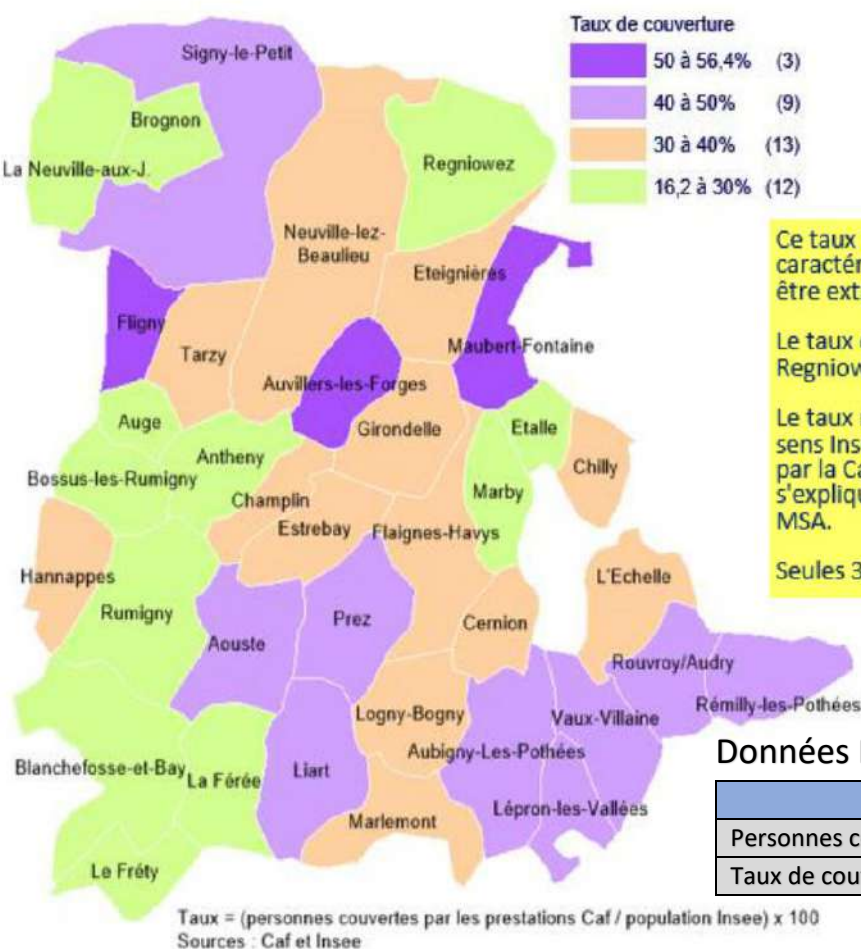 Taux de couverture
50 à 56,4% (3)
40 à 50% (9)
30 à 40% (13)
16,2 à 30% (12)
Signy-le-Petit
Brognon
La Neuville-aux-J.
Regniowez
Neuville-lez-
Beaulieu
Eteignières
Fligny
Tarzy
Maubert-Fontaine
Auvillers-les-Forges
Auge
Girondelle
Etalle
Antheny
Bossus-les-Rumigny
Chilly
Champlin
Marby
Estrebay
Flaignes-Havys
Hannappes
L'Echelle
Rumigny
Prez
Cernion
Aouste
Rouvroy/Audry
Rémilly-les-Pothées
Logny-Bogny
Vaux-Villaine
Aubigny-Les-Pothées
Blanchefosse-et-Bay
La Férée
Liart
Lépron-les-Vallées
Marlemont
Le Fréty
Ce taux
caractér
être ext
Le taux
Regniow
Le taux
sens Ins
par la Ca
s'expliqu
MSA.
Seules 3
Données
Personnes c
Taux de cou
Taux = (personnes couvertes par les prestations Caf / population Insee) x 100
Sources : Caf et Insee